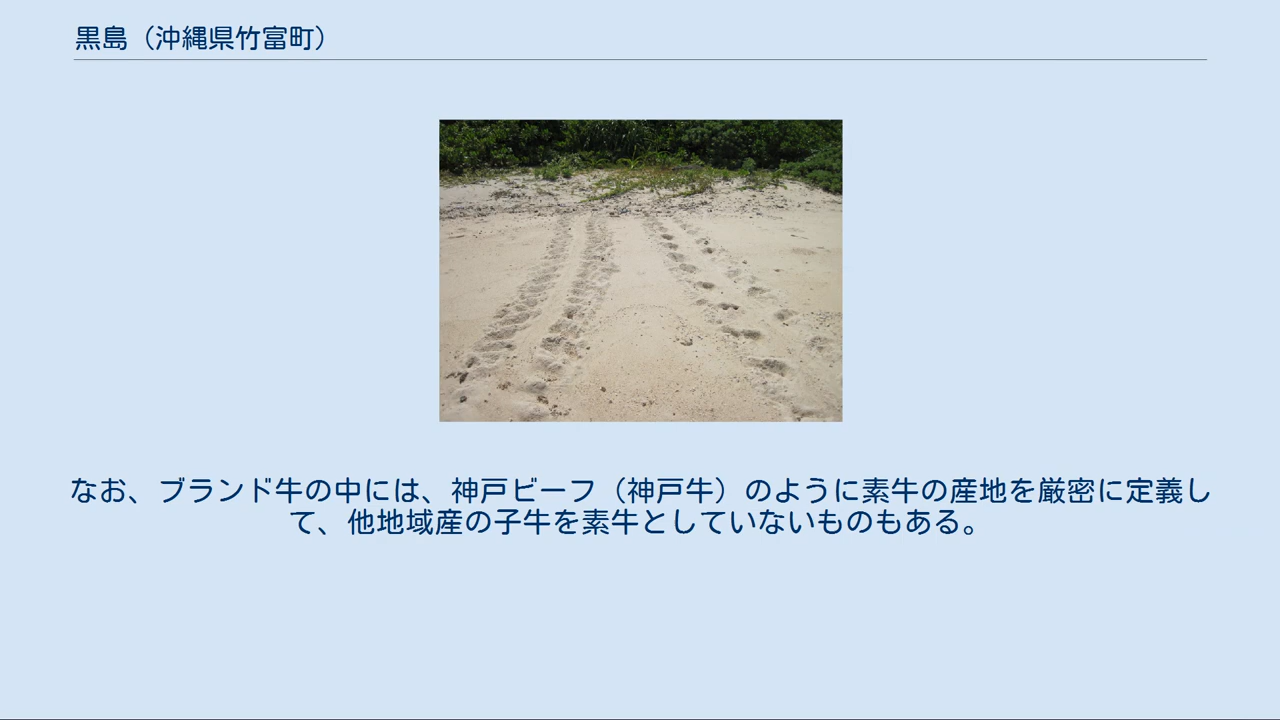 黒島（沖縄県竹富町）
なお、ブランド牛の中には、神戸ビーフ（神戸牛）のように素牛の産地を厳密に定義し
て、他地域産の子牛を素牛としていないものもある。